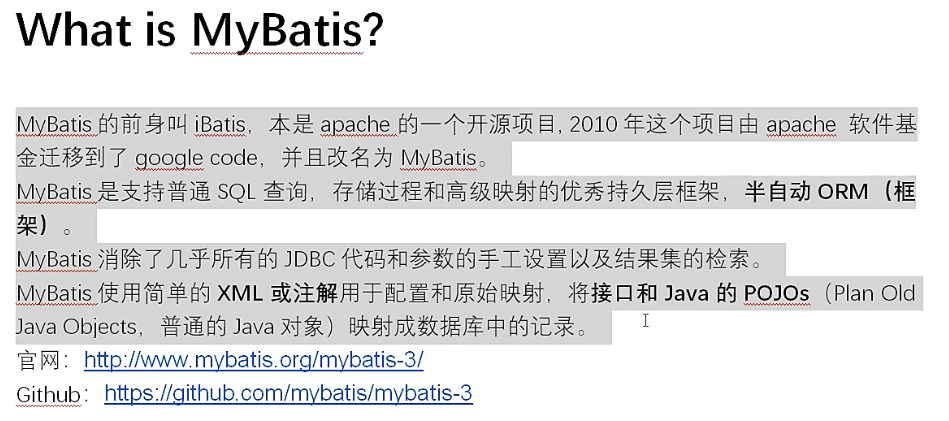 What is MyBatis?
MyBatis 的前身叫 iBatis，本是 apache 的一个开源项目, 2010 年这个项目由 apache 软件基
金迁移到了 google code，并且改名为 MyBatis。
MyBatis 是支持普通 SQL 查询，存储过程和高级映射的优秀持久层框架，半自动 ORM（框
架）。
MyBatis 消除了几乎所有的 JDBC 代码和参数的手工设置以及结果集的检索。
MyBatis 使用简单的 XML 或注解用于配置和原始映射，将接口和 Java 的 POJOs（Plan Old
Java Objects，普通的 Java 对象）映射成数据库中的记录。
官网：http://www.mybatis.org/mybatis-3/
Github：https://github.com/mybatis/mybatis-3